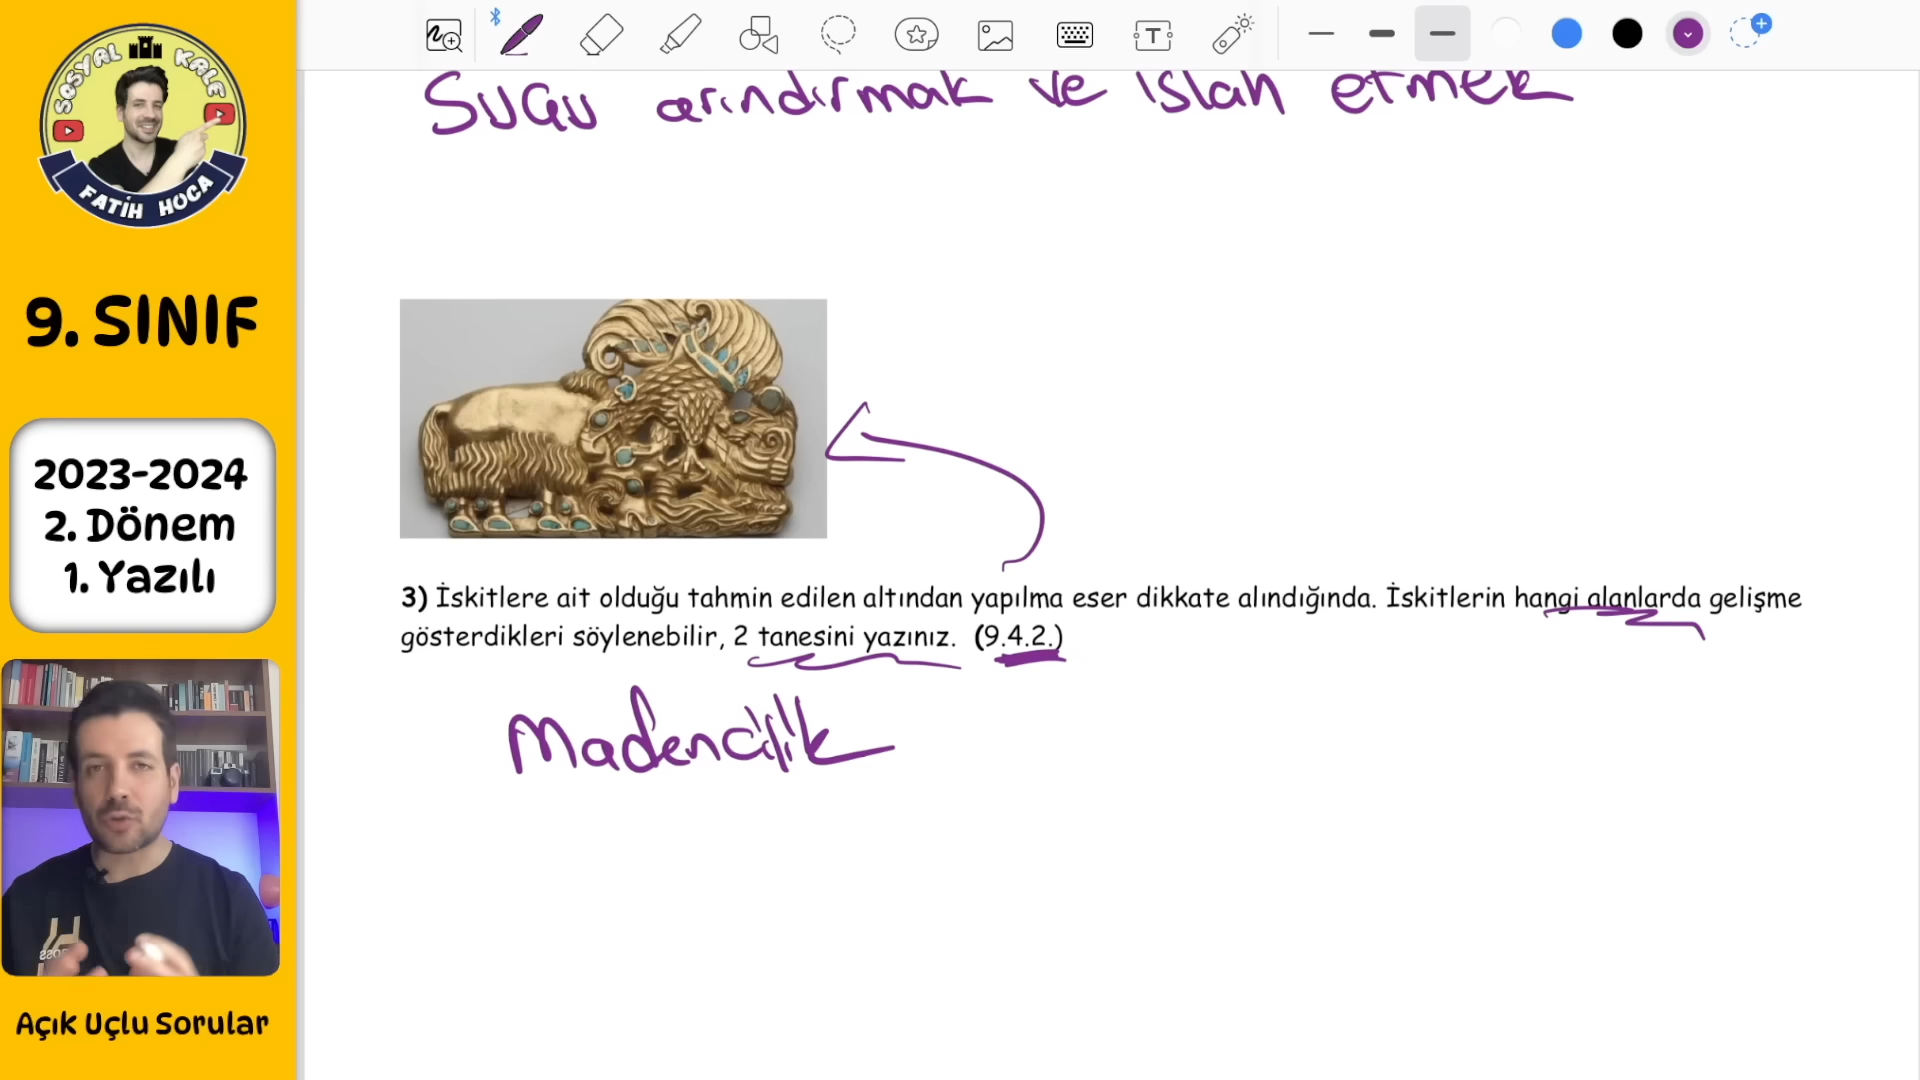 SOSYAL KALE
FATİH HOCA
9. SINIF
2023-2024
2. Dönem
1. Yazılı
Açık Uçlu Sorular
T
Suçu arındırmak ve ıslah etmek
3) İskitlere ait olduğu tahmin edilen altından yapılma eser dikkate alındığında. İskitlerin hangi alanlarda gelişme
gösterdikleri söylenebilir, 2 tanesini yazınız. (9.4.2.)
Madencilik